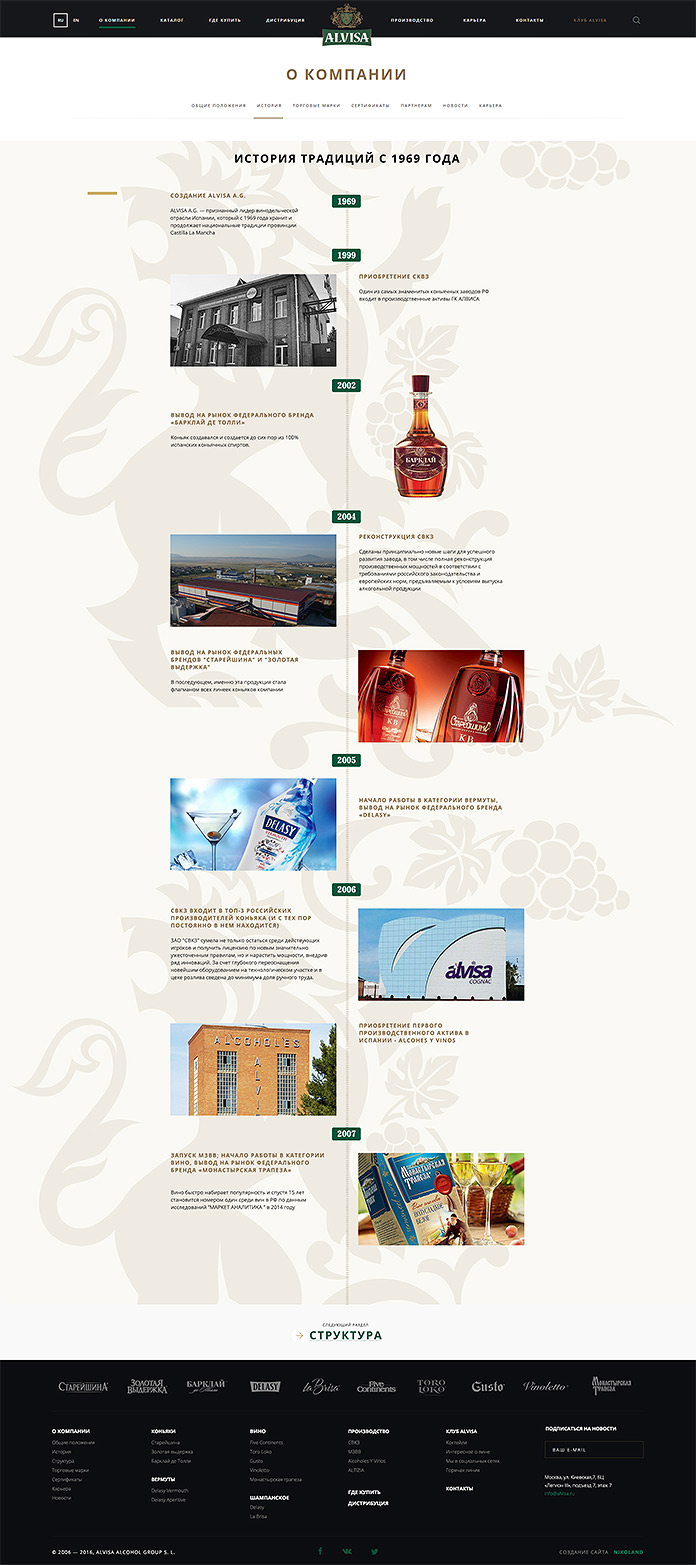 RU EN О КОМПАНИИ КАТАЛОГ ГДЕ КУПИТЬ ДИСТРИБУЦИЯ ALVISA ПРОИЗВОДСТВО КАРЬЕРА КОНТАКТЫ КЛУБ ALVISA
О КОМПАНИИ
ОБЩИЕ ПОЛОЖЕНИЯ ИСТОРИЯ ТОРГОВЫЕ МАРКИ СЕРТИФИКАТЫ ПАРТНЕРАМ НОВОСТИ КАРЬЕРА
ИСТОРИЯ ТРАДИЦИЙ С 1969 ГОДА
1969
СОЗДАНИЕ ALVISA A.G.
ALVISA A.G. — признанный лидер винодельческой
отрасли Испании, который с 1969 года хранит и
продолжает национальные традиции провинции
Castilla La Mancha
1999
ПРИОБРЕТЕНИЕ СКВЗ
Один из самых знаменитых коньячных заводов РФ
входит в производственные активы ГК АЛВИСА
2002
ВЫВОД НА РЫНОК ФЕДЕРАЛЬНОГО БРЕНДА
«БАРКЛАЙ ДЕ ТОЛЛИ»
Коньяк создавался и создается до сих пор из 100%
испанских коньячных спиртов.
БАРКЛАЙ
2004
РЕКОНСТРУКЦИЯ СВКЗ
Сделаны принципиально новые шаги для успешного
развития завода, в том числе полная реконструкция
производственных мощностей в соответствии с
требованиями российского законодательства и
европейских норм, предъявляемым к условиям выпуска
алкогольной продукции
ВЫВОД НА РЫНОК ФЕДЕРАЛЬНЫХ
БРЕНДОВ "СТАРЕЙШИНА" И "ЗОЛОТАЯ
ВЫДЕРЖКА"
В последующем, именно эта продукция стала
флагманом всех линеек коньяков компании
КВ
СТАРЕЙШИНА
КВ
2005
DELASY
НАЧАЛО РАБОТЫ В КАТЕГОРИИ ВЕРМУТЫ,
ВЫВОД НА РЫНОК ФЕДЕРАЛЬНОГО БРЕНДА
«DELASY»
2006
СВКЗ ВХОДИТ В ТОП-3 РОССИЙСКИХ
ПРОИЗВОДИТЕЛЕЙ КОНЬЯКА (И С ТЕХ ПОР
ПОСТОЯННО В НЕМ НАХОДИТСЯ)
ЗАО "СВКЗ" сумела не только остаться среди действующих
игроков и получить лицензию по новым значительно
ужесточенным правилам, но и нарастить мощности, внедрив
ряд инноваций. За счет глубокого переоснащения
новейшим оборудованием на технологическом участке и в
цехе розлива сведена до минимума доля ручного труда.
alvisa
COGNAC
ALCOHOLES
ALVI
ПРИОБРЕТЕНИЕ ПЕРВОГО
ПРОИЗВОДСТВЕННОГО АКТИВА В
ИСПАНИИ - ALCOHES Y VINOS
2007
ЗАПУСК МЗВВ; НАЧАЛО РАБОТЫ В КАТЕГОРИИ
ВИНО, ВЫВОД НА РЫНОК ФЕДЕРАЛЬНОГО
БРЕНДА «МОНАСТЫРСКАЯ ТРАПЕЗА»
Вино быстро набирает популярность и спустя 15 лет
становится номером один среди вин в РФ по данным
исследований "МАРКЕТ АНАЛИТИКА " в 2014 году
МОНАСТЫРСКАЯ
ТРАПЕЗА
ПОЛУСЛАДКОЕ
БЕЛОЕ
СЛЕДУЮЩИЙ РАЗДЕЛ
СТРУКТУРА
СТАРЕЙШИНА ЗОЛОТАЯ ВЫДЕРЖКА БАРКЛАЙ де Толли DELASY la Brisa Five Continents TORO LOKO Gusto Vinoletto МОНАСТЫРСКАЯ ТРАПЕЗА
О КОМПАНИИ
Общие положения
История
Структура
Торговые марки
Сертификаты
Карьера
Новости
КОНЬЯКИ
Старейшина
Золотая выдержка
Барклай де Толли
ВЕРМУТЫ
Delasy Vermouth
Delasy Aperitive
ВИНО
Five Continents
Toro Loko
Gusto
Vinoletto
Монастырская трапеза
ШАМПАНСКОЕ
Delasy
La Brisa
ПРОИЗВОДСТВО
СВКЗ
МЗВВ
Alcoholes Y Vinos
ALTIZIA
ГДЕ КУПИТЬ
ДИСТРИБУЦИЯ
КЛУБ ALVISA
Коктейли
Интересное о вине
Мы в социальных сетях
Горячая линия
КОНТАКТЫ
ПОДПИСАТЬСЯ НА НОВОСТИ
ВАШ E-MAIL
Москва, ул. Киевская,7, БЦ
«Легион III», подъезд 7, этаж 7
info@alvisa.ru
© 2006 — 2016, ALVISA ALCOHOL GROUP S. L.
СОЗДАНИЕ САЙТА NIKOLAND